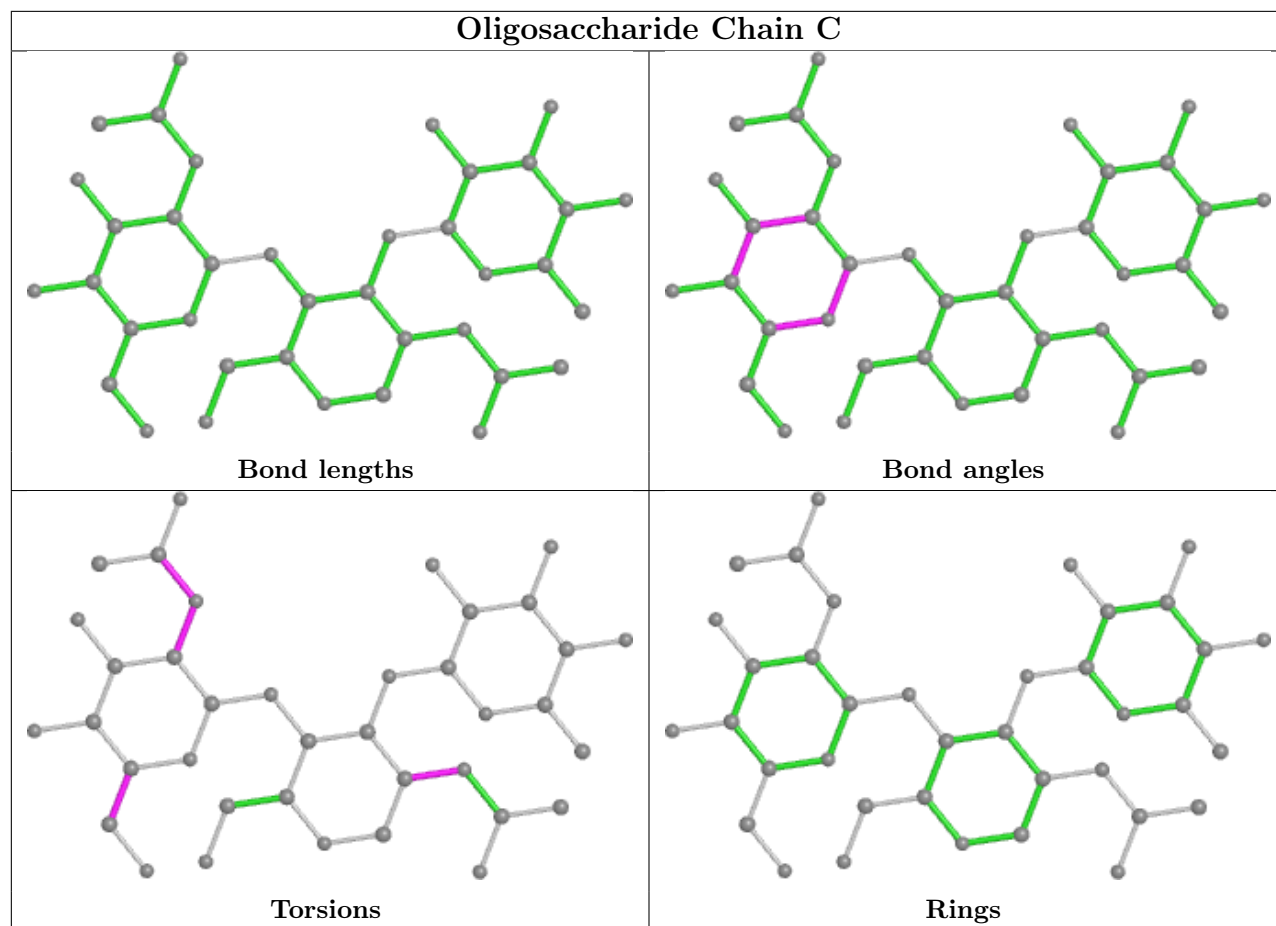 Oligosaccharide Chain C
Bond lengths
Bond angles
Torsions
Rings